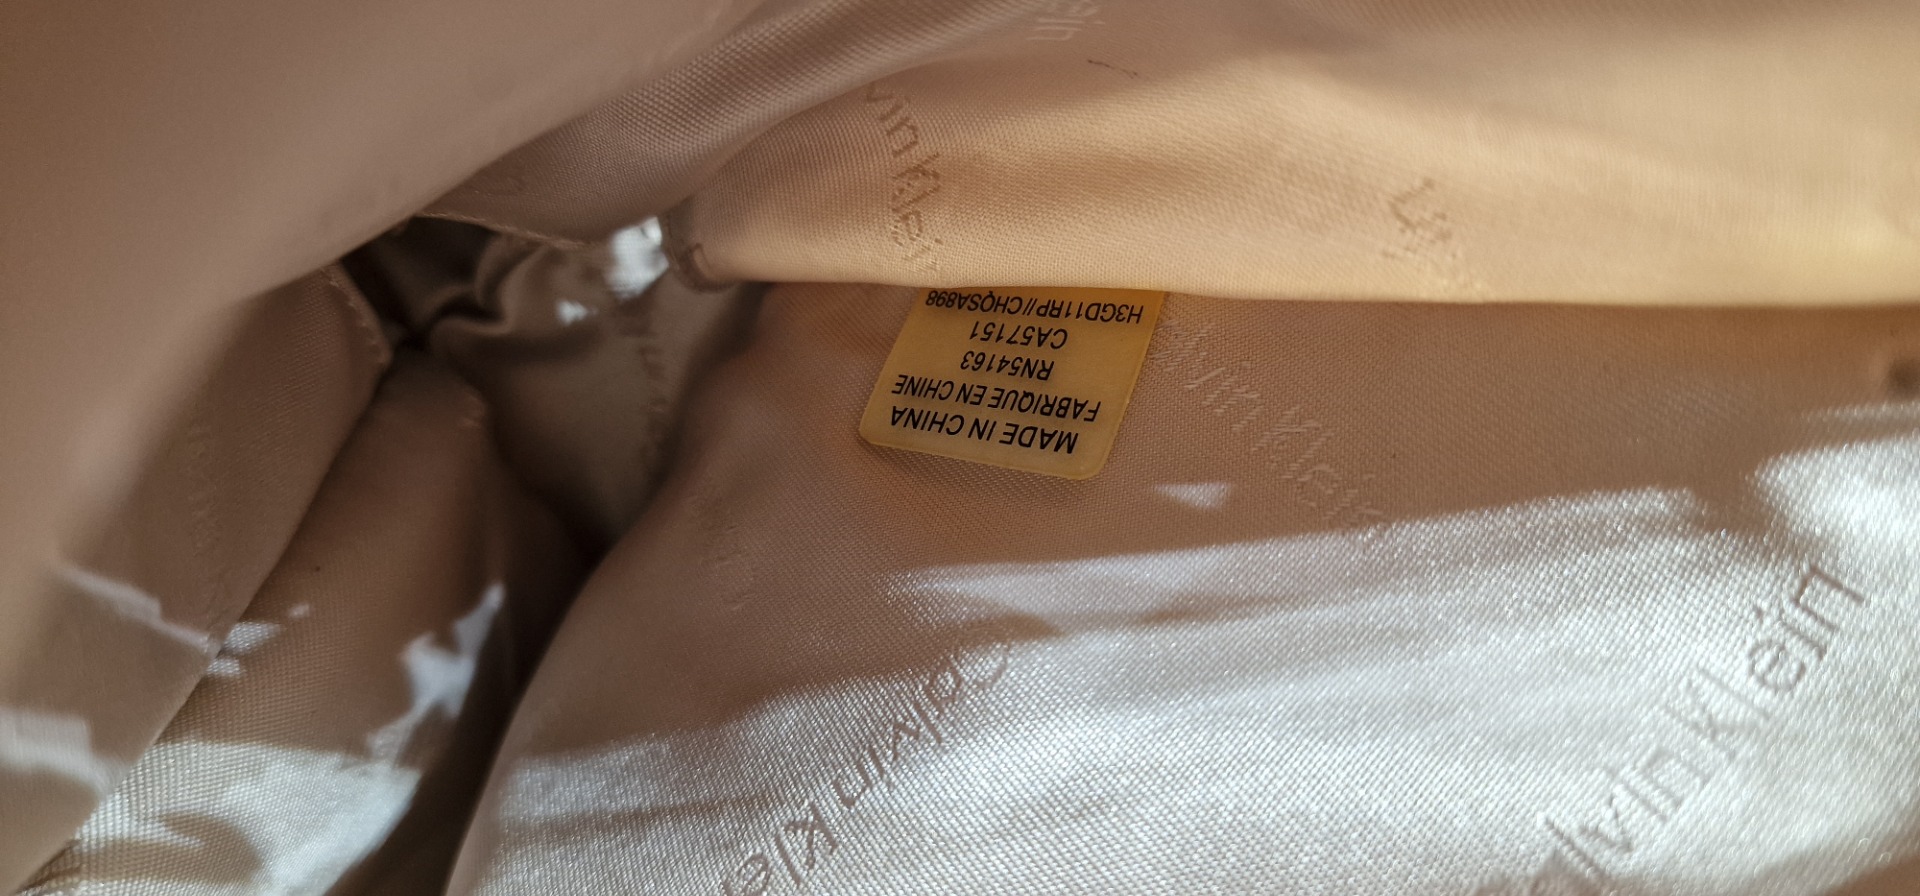 MADE IN CHINA
FABRIQUE EN CHINE
RN54163
CA57151
H3GD11RP//CHQSA898
Calvin Klein
Calvin Klein
Calvin Klein